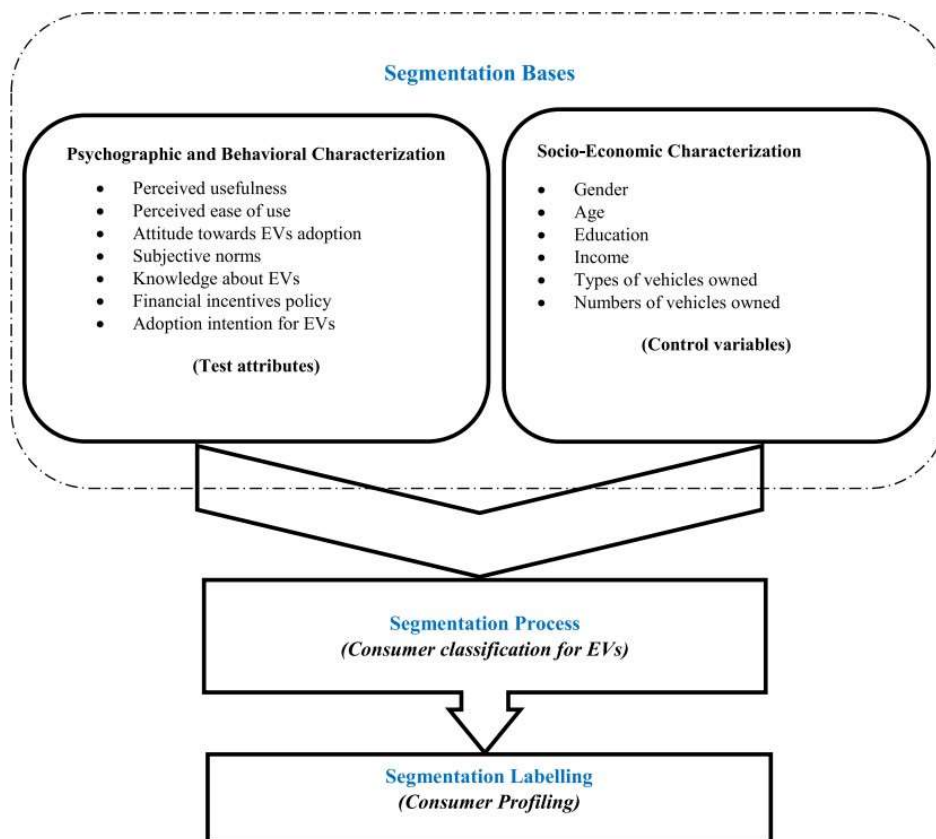 Segmentation Bases
Psychographic and Behavioral Characterization
• Perceived usefulness
• Perceived ease of use
• Attitude towards EVs adoption
• Subjective norms
• Knowledge about EVs
• Financial incentives policy
• Adoption intention for EVs
(Test attributes)
Socio-Economic Characterization
• Gender
• Age
• Education
• Income
• Types of vehicles owned
• Numbers of vehicles owned
(Control variables)
Segmentation Process
(Consumer classification for EVs)
Segmentation Labelling
(Consumer Profiling)